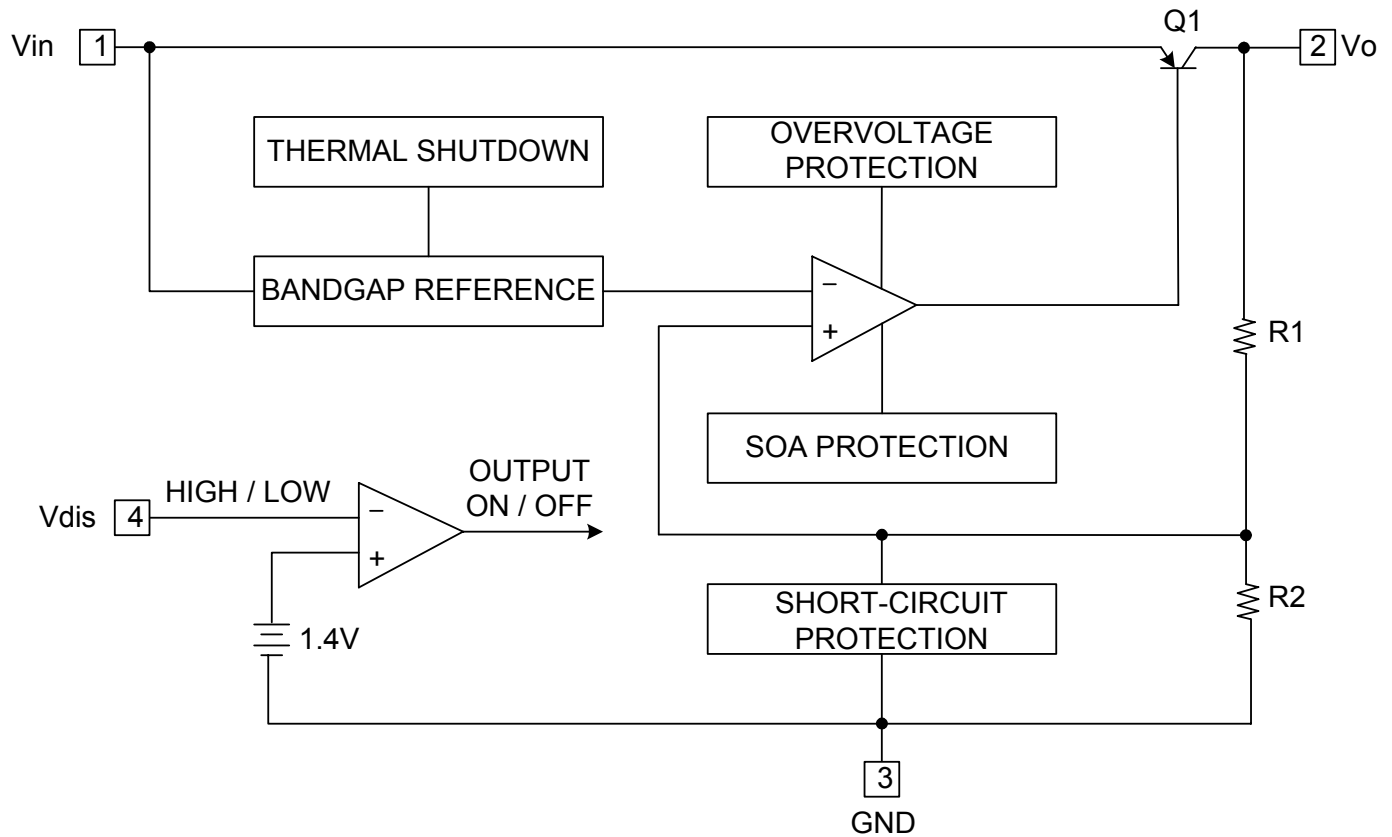 Q1
Vin 1
2 Vo
THERMAL SHUTDOWN
OVERVOLTAGE
PROTECTION
BANDGAP REFERENCE
−
+
R1
SOA PROTECTION
OUTPUT
ON / OFF
HIGH / LOW
Vdis 4
−
+
SHORT-CIRCUIT
PROTECTION
R2
1.4V
3
GND